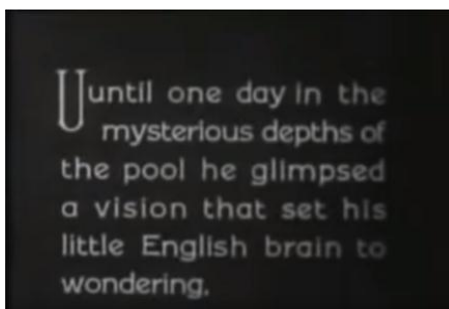 Uuntil one day in the
mysterious depths of
the pool he glimpsed
a vision that set his
little English brain to
wondering.